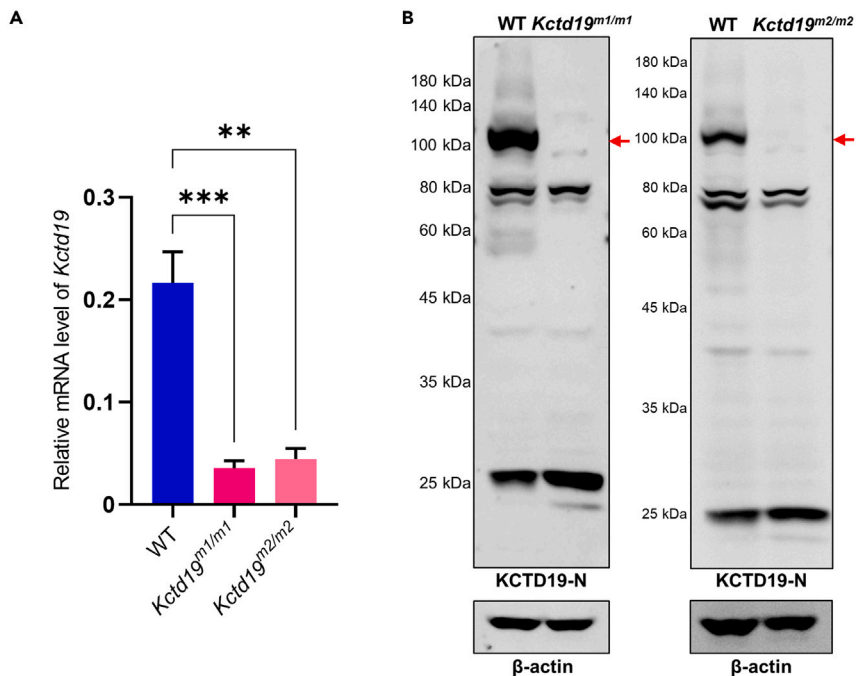 A
Relative mRNA level of Kctd19
0.3
0.2
0.1
0
**
***
WT
Kctd19m1/m1
Kctd19m2/m2
B
WT Kctd19m1/m1
180 kDa
140 kDa
100 kDa
80 kDa
60 kDa
45 kDa
35 kDa
25 kDa
KCTD19-N
β-actin
WT Kctd19m2/m2
180 kDa
140 kDa
100 kDa
80 kDa
60 kDa
45 kDa
35 kDa
25 kDa
KCTD19-N
β-actin